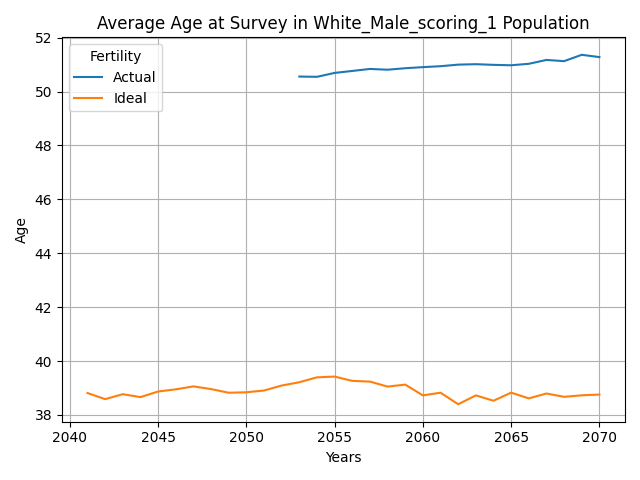 Average Age at Survey in White_Male_scoring_1 Population
Fertility
Actual
Ideal
Age
52
50
48
46
44
42
40
38
2040 2045 2050 2055 2060 2065 2070
Years